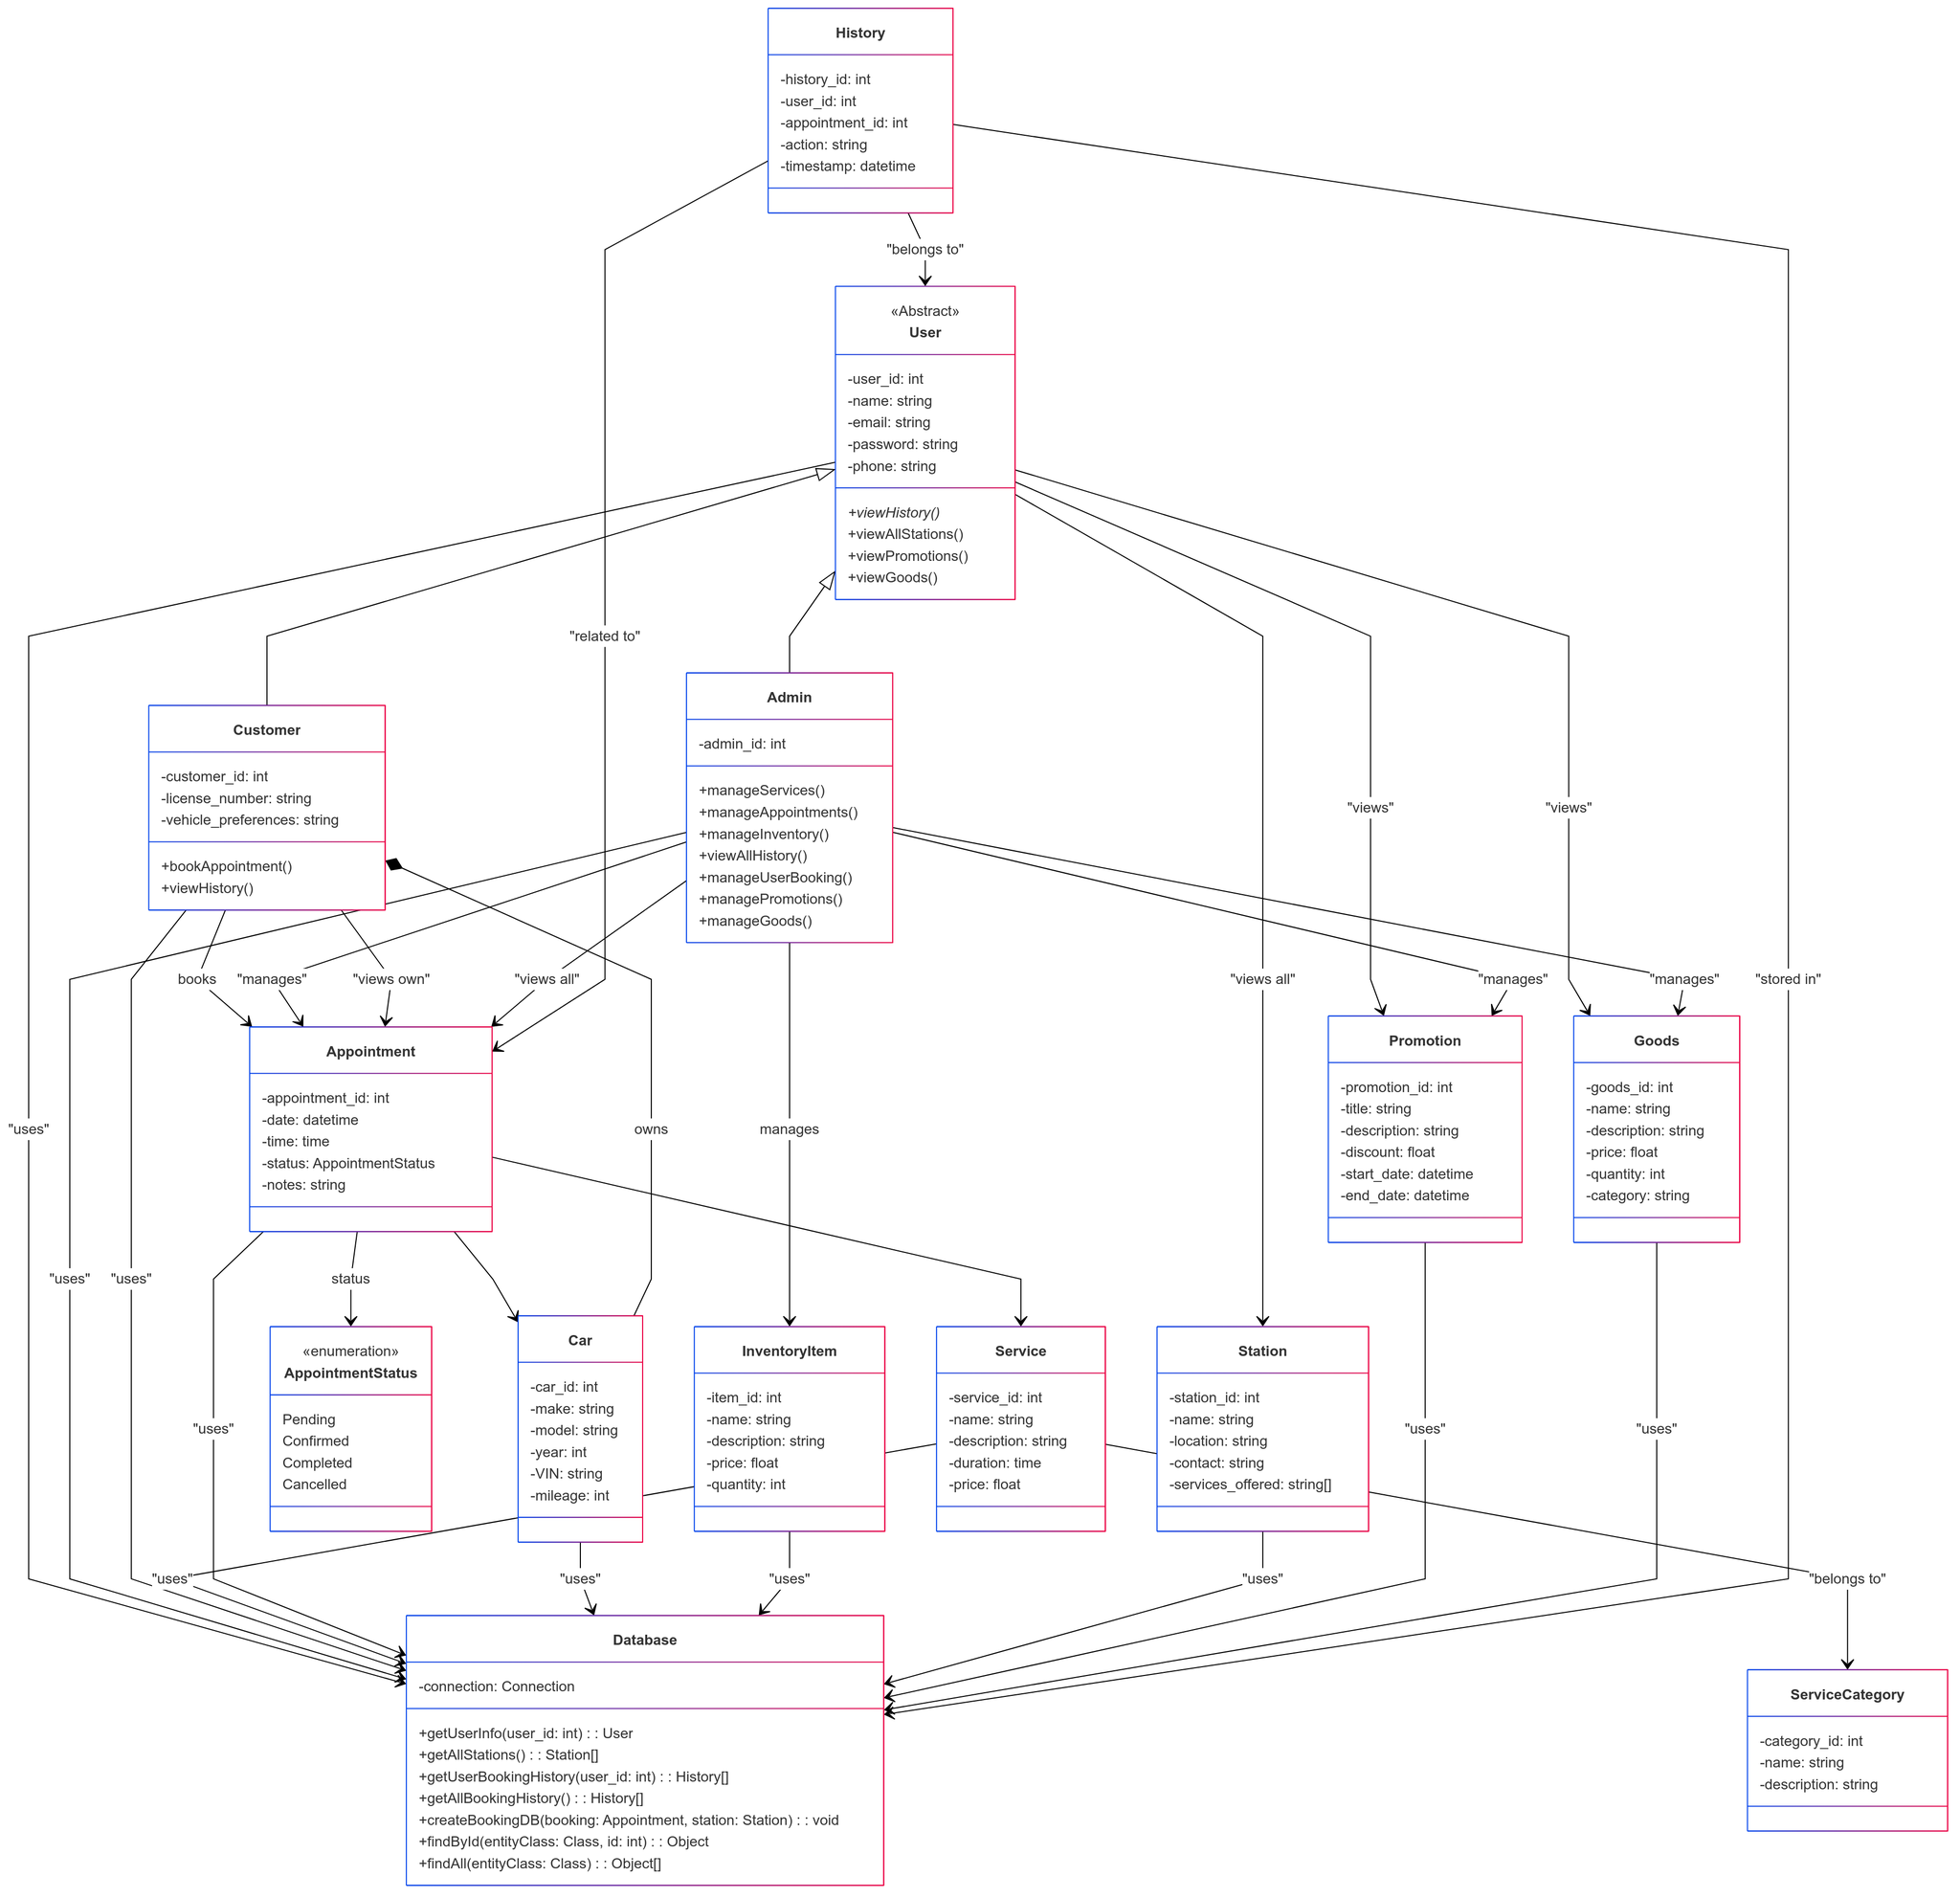 History
-history_id: int
-user_id: int
-appointment_id: int
-action: string
-timestamp: datetime
"belongs to"
«Abstract»
User
-user_id: int
-name: string
-email: string
-password: string
-phone: string
+viewHistory()
+viewAllStations()
+viewPromotions()
+viewGoods()
"related to"
Customer
-customer_id: int
-license_number: string
-vehicle_preferences: string
+bookAppointment()
+viewHistory()
Admin
-admin_id: int
+manageServices()
+manageAppointments()
+manageInventory()
+viewAllHistory()
+manageUserBooking()
+managePromotions()
+manageGoods()
"views"
"views"
books
"manages"
"views own"
"views all"
"views all"
"manages"
"manages"
"stored in"
Appointment
-appointment_id: int
-date: datetime
-time: time
-status: AppointmentStatus
-notes: string
Promotion
-promotion_id: int
-title: string
-description: string
-discount: float
-start_date: datetime
-end_date: datetime
Goods
-goods_id: int
-name: string
-description: string
-price: float
-quantity: int
-category: string
"uses"
owns
manages
"uses"
"uses"
status
«enumeration»
AppointmentStatus
Pending
Confirmed
Completed
Cancelled
Car
-car_id: int
-make: string
-model: string
-year: int
-VIN: string
-mileage: int
InventoryItem
-item_id: int
-name: string
-description: string
-price: float
-quantity: int
Service
-service_id: int
-name: string
-description: string
-duration: time
-price: float
Station
-station_id: int
-name: string
-location: string
-contact: string
-services_offered: string[]
"uses"
"uses"
"uses"
"uses"
"uses"
"uses"
"uses"
"belongs to"
Database
-connection: Connection
+getUserInfo(user_id: int) : : User
+getAllStations() : : Station[]
+getUserBookingHistory(user_id: int) : : History[]
+getAllBookingHistory() : : History[]
+createBookingDB(booking: Appointment, station: Station) : : void
+findById(entityClass: Class, id: int) : : Object
+findAll(entityClass: Class) : : Object[]
ServiceCategory
-category_id: int
-name: string
-description: string